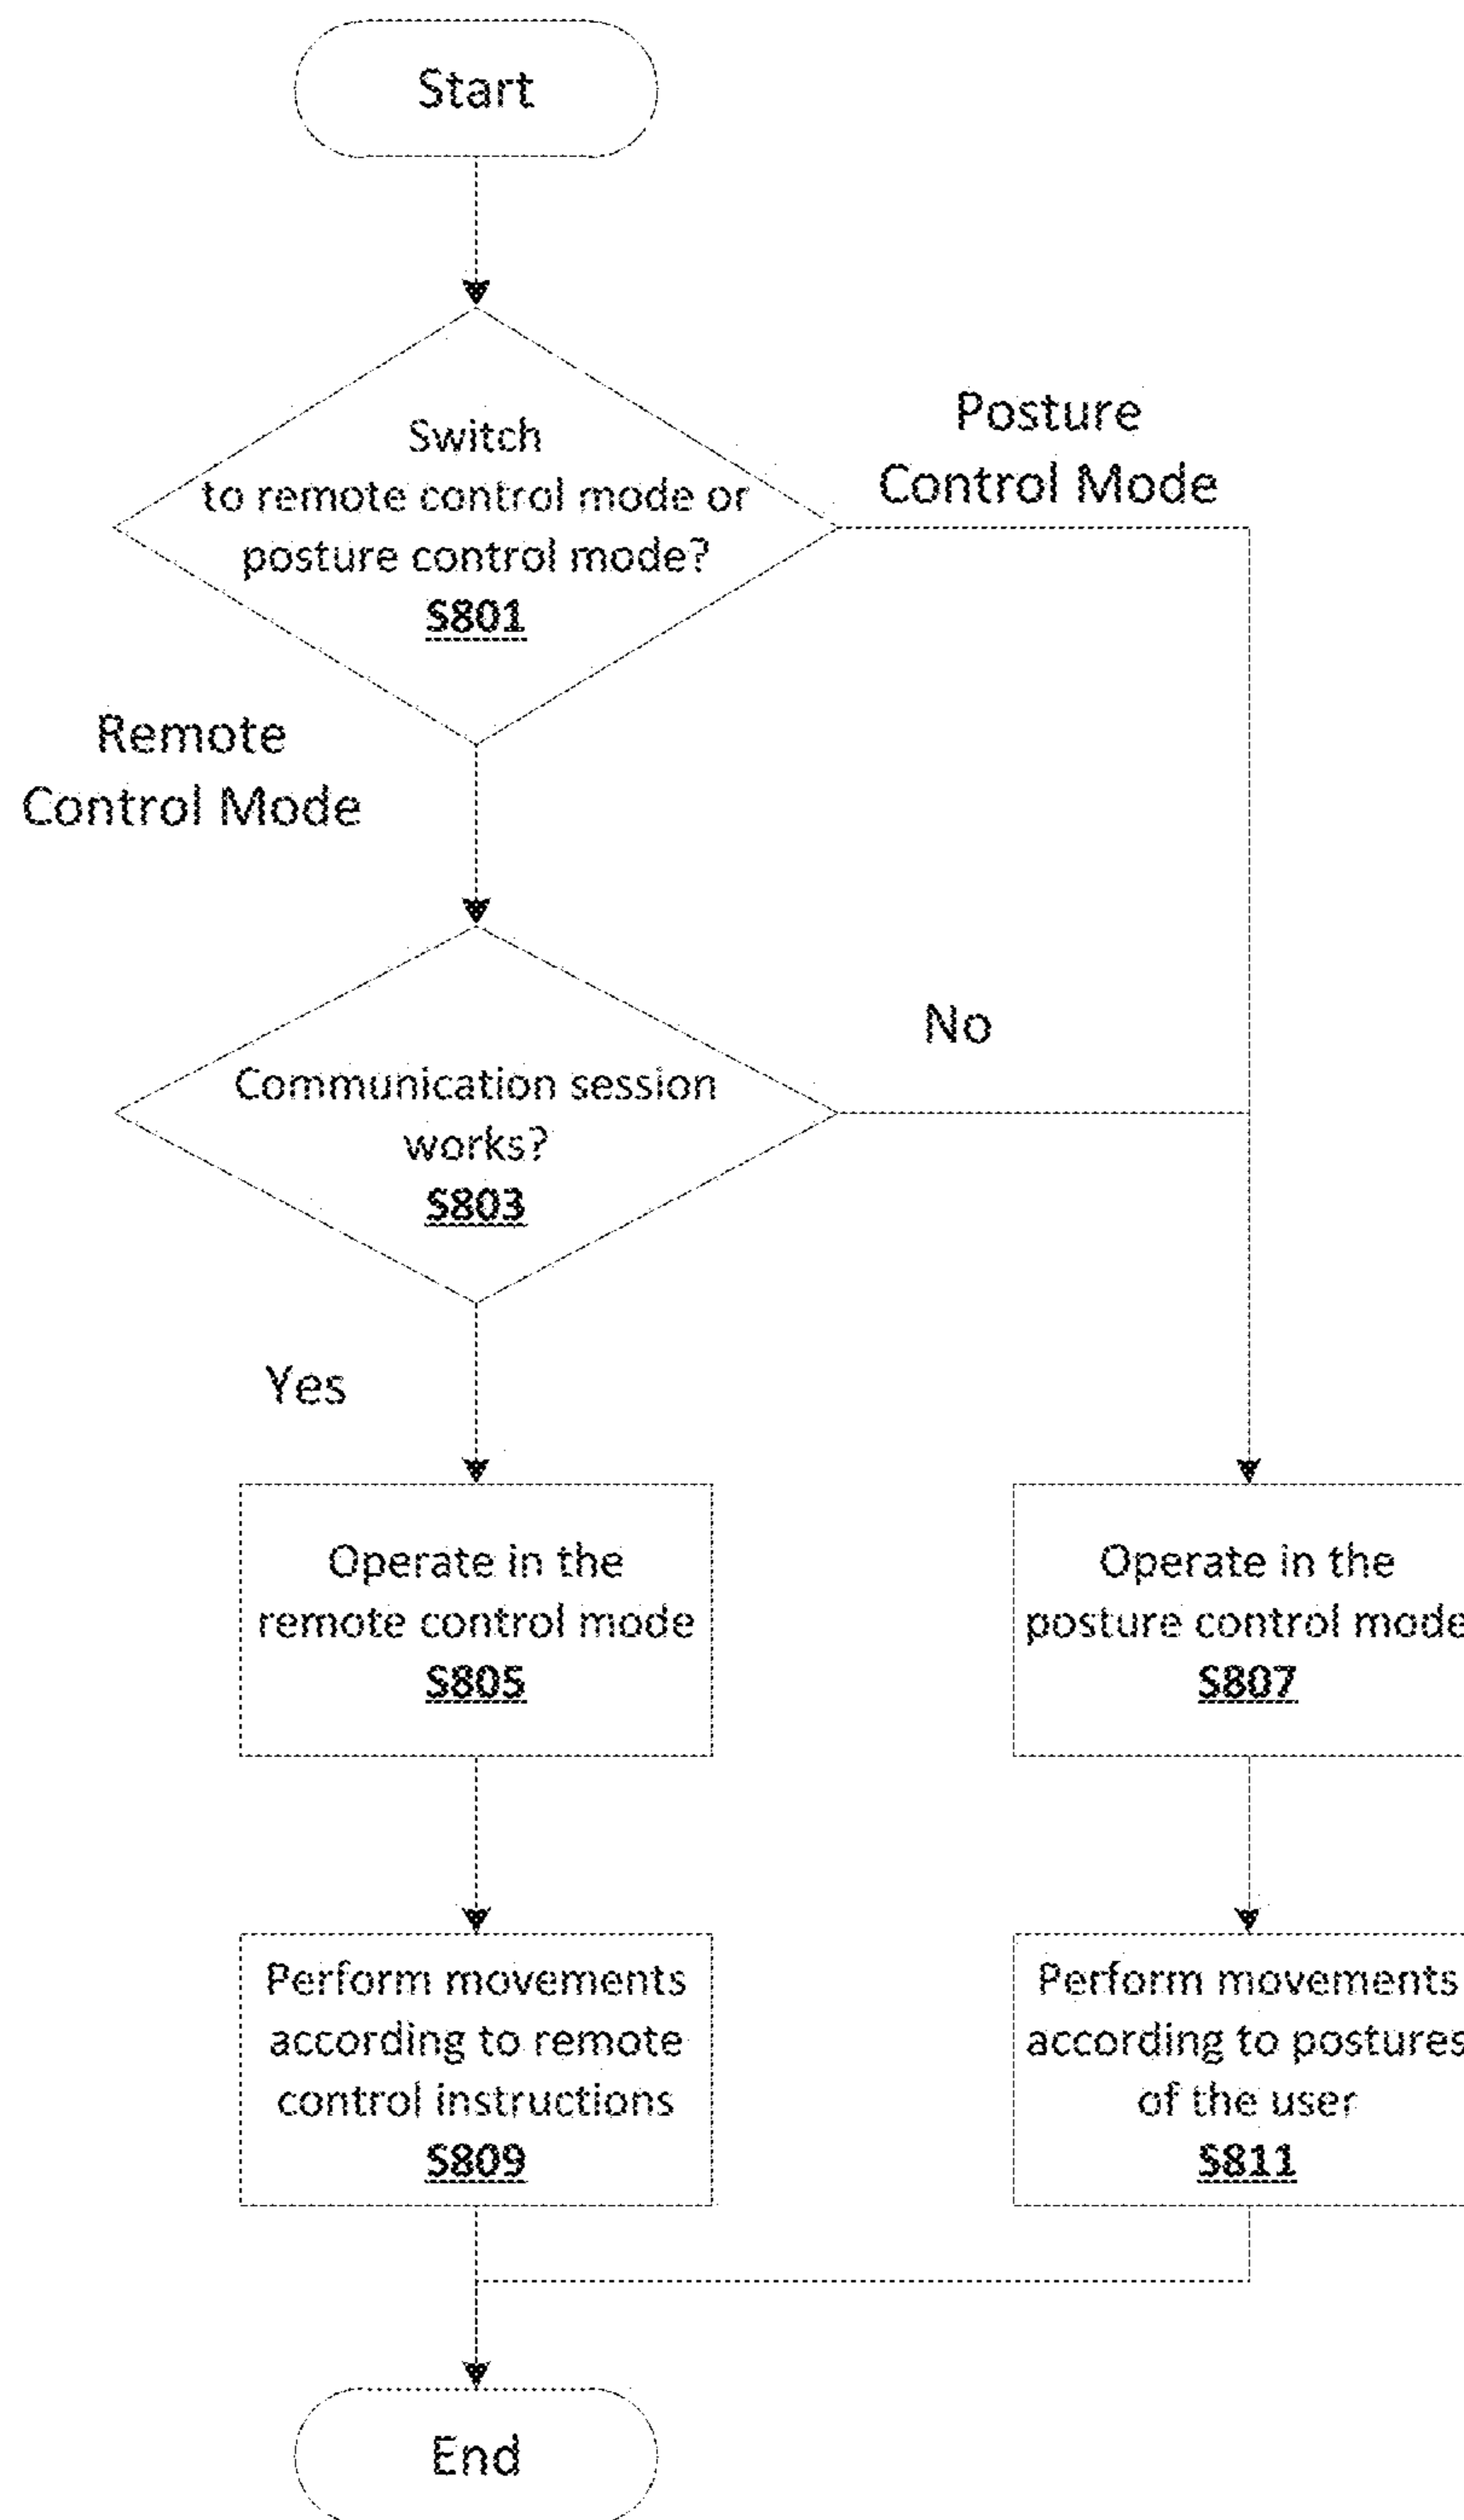 Start
Switch
to remote control mode or
posture control mode?
S801
Posture
Control Mode
Remote
Control Mode
Communication session
works?
S803
No
Yes
Operate in the
remote control mode
S805
Operate in the
posture control mode
S807
Perform movements
according to remote
control instructions
S809
Perform movements
according to postures
of the user
S811
End